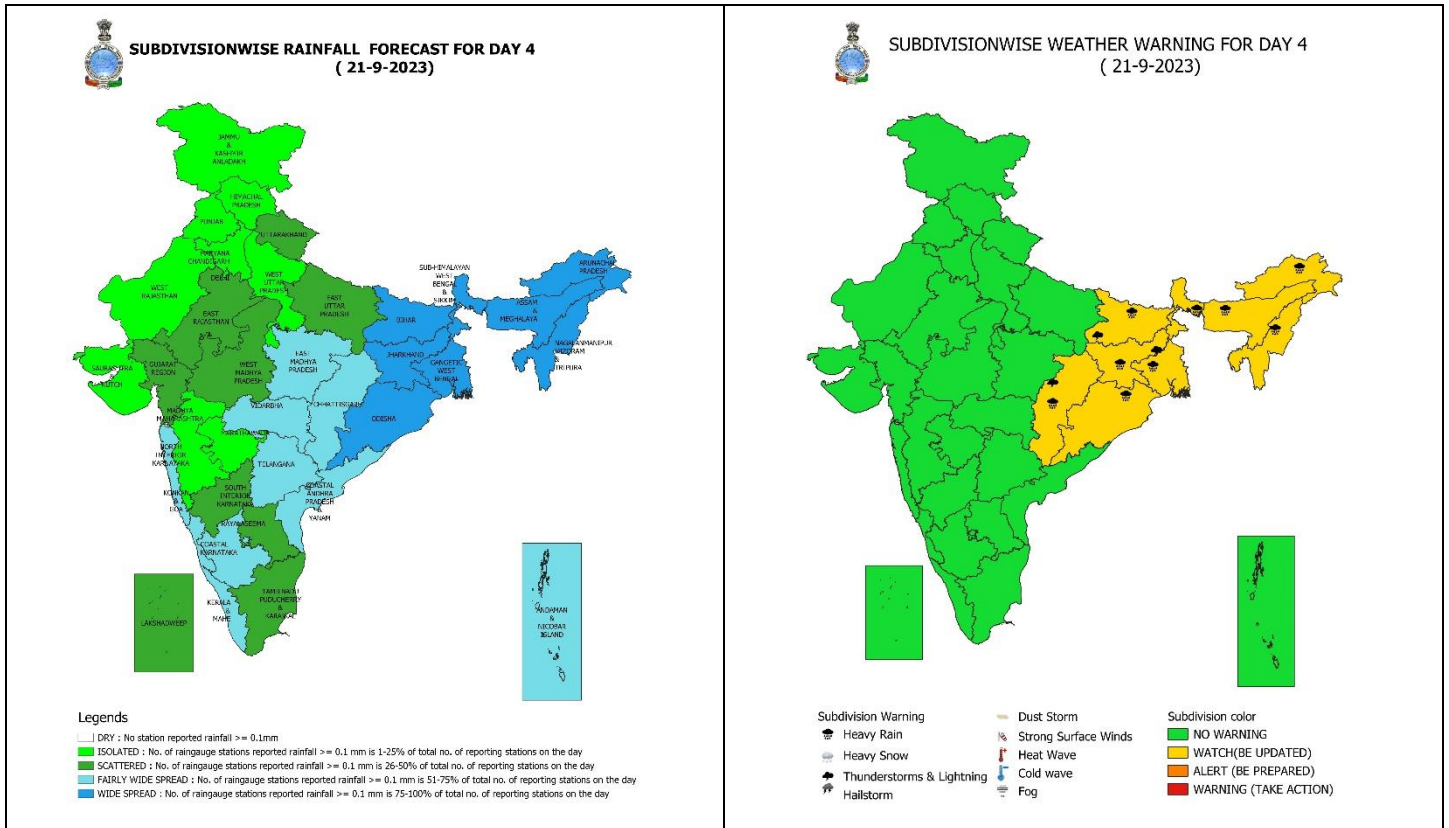 SUBDIVISIONWISE RAINFALL FORECAST FOR DAY 4
( 21-9-2023)
JAMMU
&
KASHYIR
ANLADAKH
HIMACHAL
PRADESH
PUNJAB
UTTARAKHAND
HARYANA
CHANDIGARH
DELHI
WEST
UTTAR
PRADESH
WEST
RAJASTHAN
EAST
UTTAR
PRADESH
EAST
RAJASTHAN
SUB-HIMALAYAN
WEST
BENGAL
&
SIKKIM
ARUNACHAL
PRADESH
ASSAM
&
MEGHALAYA
NAGALANMANIPUR
MIZORAM
&
TRIPURA
BIHAR
JHARKHAND
GANGETIC
WEST
BENGAL
EAST
MADHYA
PRADESH
WEST
MADHYA
PRADESH
GUJARAT
REGION
SAURASHTRA
&
KUTCH
CHHATTISGARH
ODESHA
VIDARBHA
MADHYA
MAHARASHTRA
MARATHAWADA
NORTH
INTERIOR
KARNATAKA
TELANGANA
KONKAN
&
GOA
SOUTH
INTERIOR
KARNATAKA
COASTAL
ANDHRA
PRADESH
&
YANAM
RAYALASEEMA
COASTAL
KARNATAKA
TAMILNADU
PUDUCHERRY
&
KARAIKAL
KERALA
&
MAHE
LAKSHADWEEP
ANDAMAN
&
NICOBAR
ISLAND
Legends
DRY : No station reported rainfall >= 0.1mm
ISOLATED : No. of raingauge stations reported rainfall >= 0.1 mm is 1-25% of total no. of reporting stations on the day
SCATTERED : No. of raingauge stations reported rainfall >= 0.1 mm is 26-50% of total no. of reporting stations on the day
FAIRLY WIDE SPREAD : No. of raingauge stations reported rainfall >= 0.1 mm is 51-75% of total no. of reporting stations on the day
WIDE SPREAD : No. of raingauge stations reported rainfall >= 0.1 mm is 75-100% of total no. of reporting stations on the day
SUBDIVISIONWISE WEATHER WARNING FOR DAY 4
( 21-9-2023)
Subdivision Warning
Heavy Rain
Heavy Snow
Thunderstorms & Lightning
Hailstorm
Dust Storm
Strong Surface Winds
Heat Wave
Cold wave
Fog
Subdivision color
NO WARNING
WATCH(BE UPDATED)
ALERT (BE PREPARED)
WARNING (TAKE ACTION)